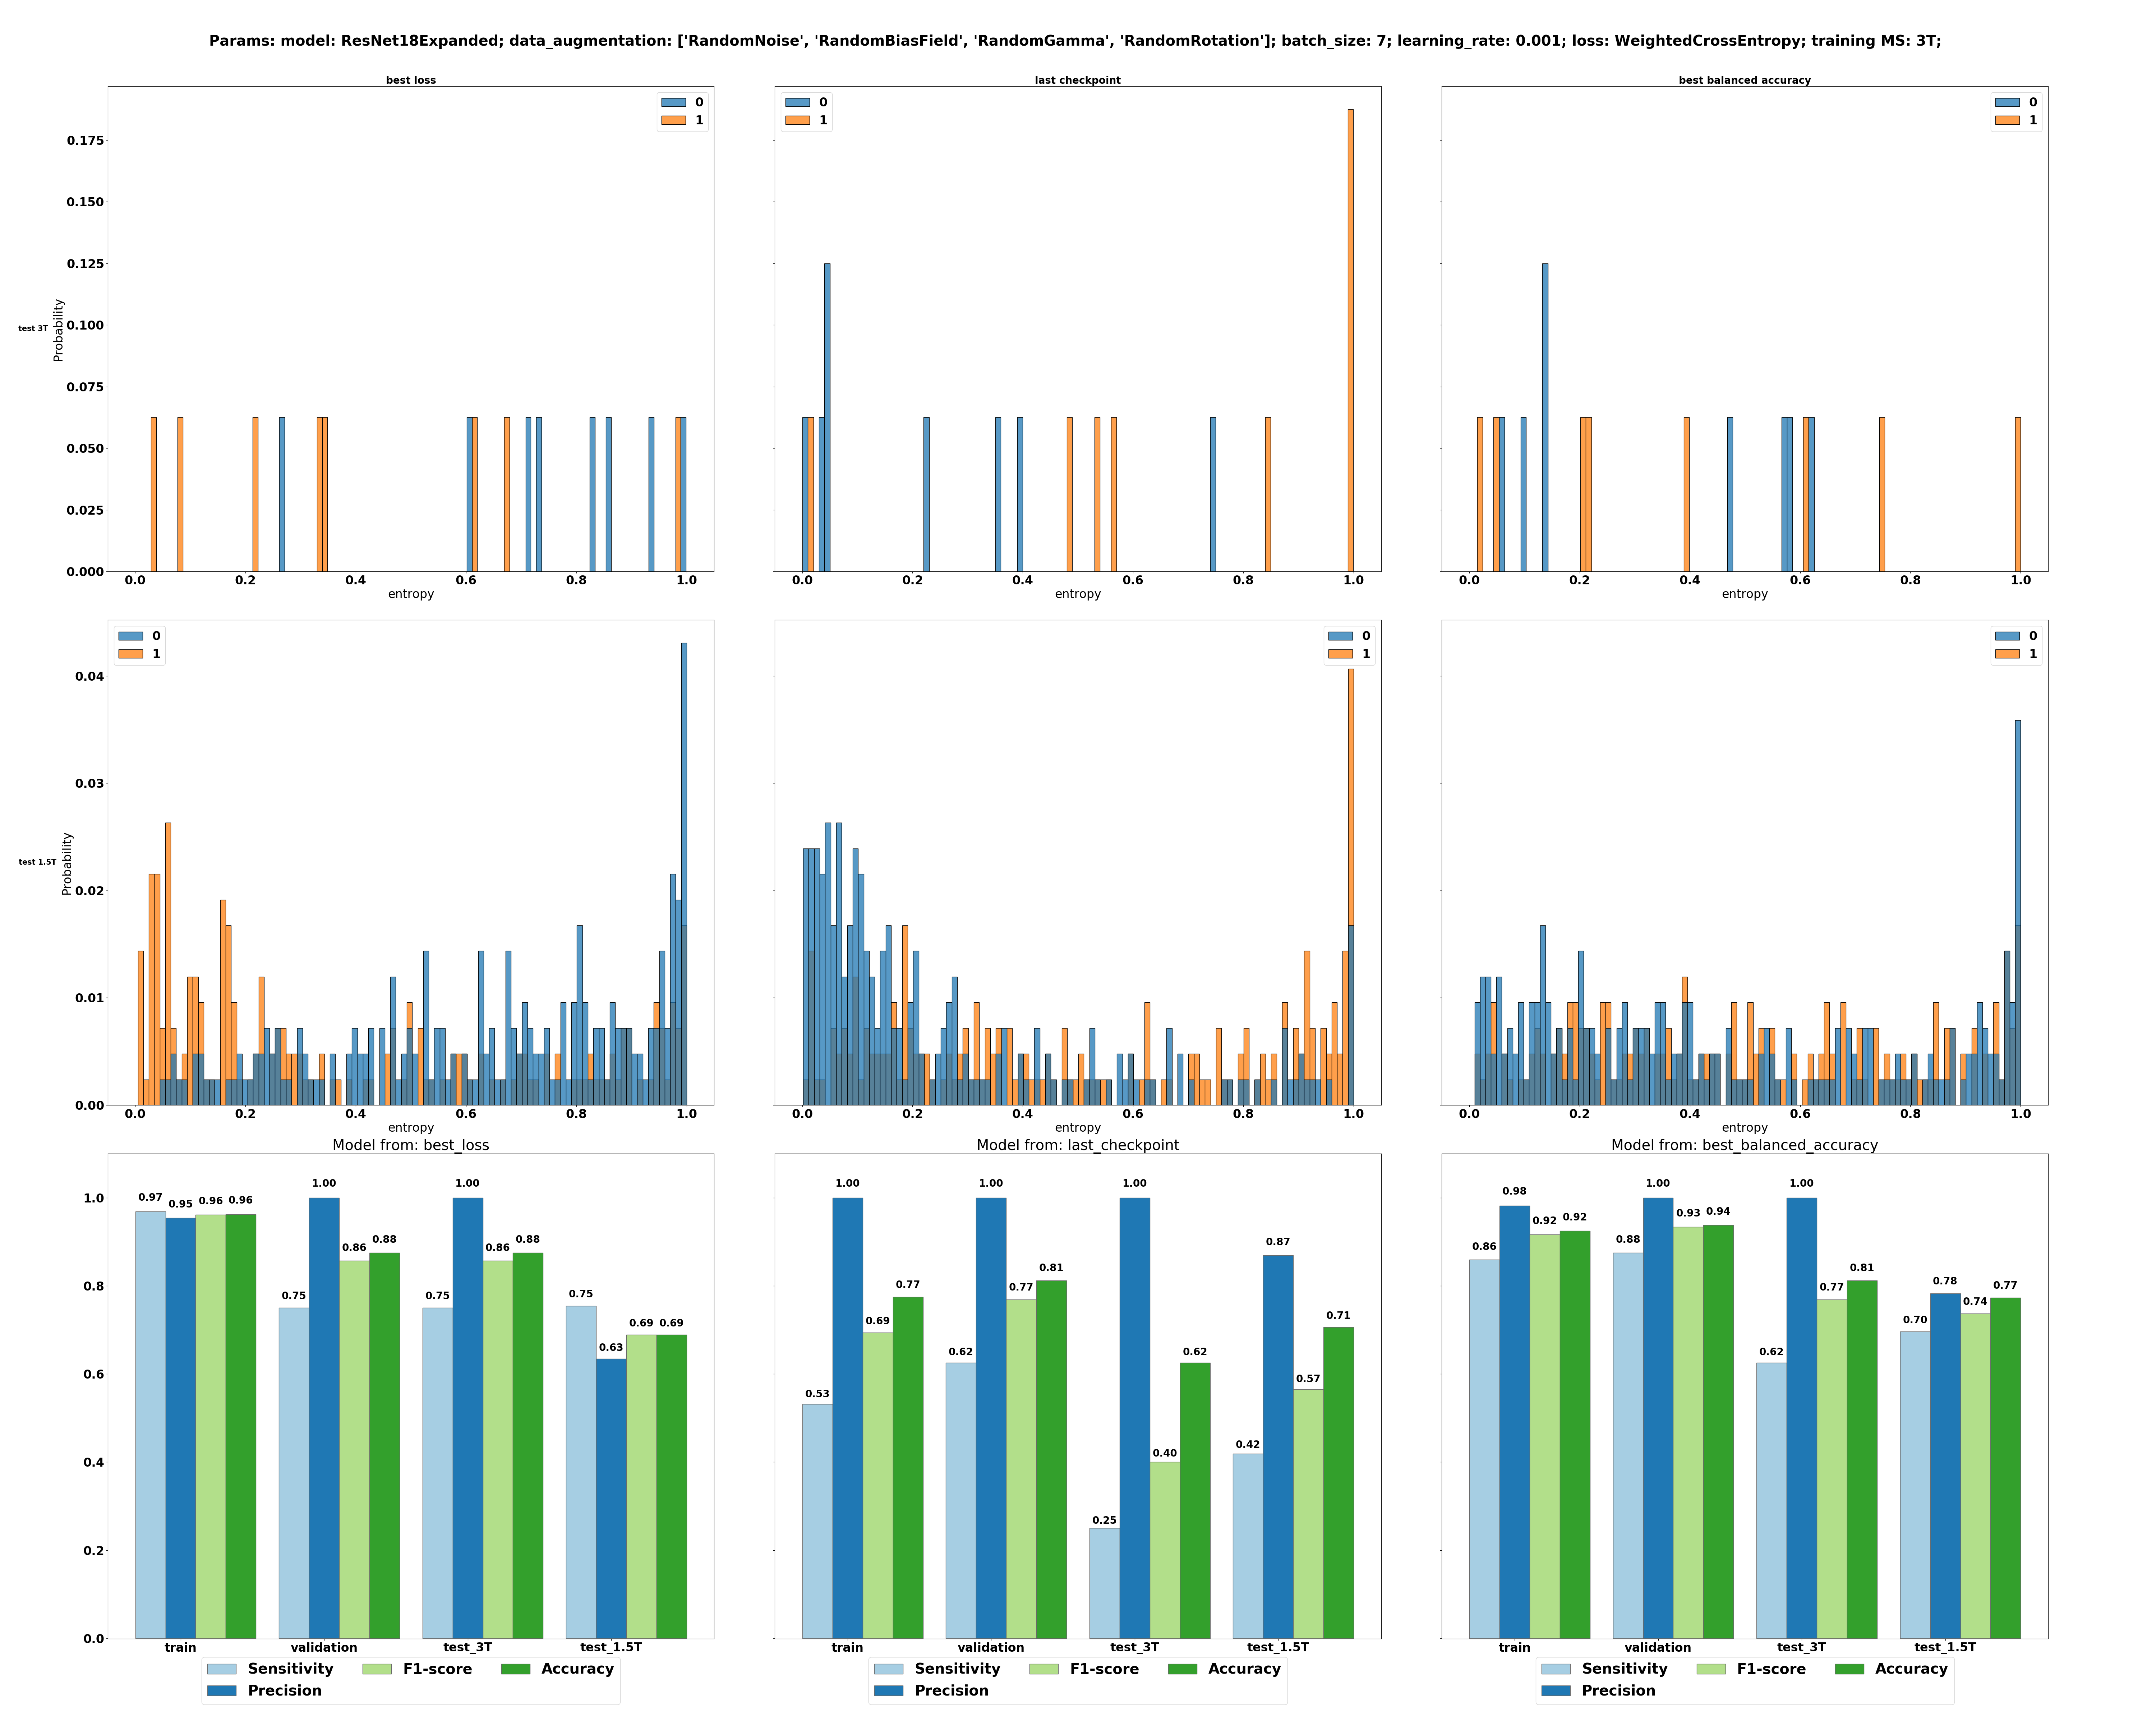 Params: model: ResNet18Expanded; data_augmentation: ['RandomNoise', 'RandomBiasField', 'RandomGamma', 'RandomRotation']; batch_size: 7; learning_rate: 0.001; loss: WeightedCrossEntropy; training MS: 3T;
best loss
0
1
0.175
0.150
0.125
0.100
0.075
0.050
0.025
0.000
test 3T
Probability
0.0 0.2 0.4 0.6 0.8 1.0
entropy
last checkpoint
0
1
0.0 0.2 0.4 0.6 0.8 1.0
entropy
best balanced accuracy
0
1
0.0 0.2 0.4 0.6 0.8 1.0
entropy
0
1
0.04
0.03
0.02
0.01
0.00
test 1.5T
Probability
0.0 0.2 0.4 0.6 0.8 1.0
entropy
0
1
0.0 0.2 0.4 0.6 0.8 1.0
entropy
0
1
0.0 0.2 0.4 0.6 0.8 1.0
entropy
Model from: best_loss
1.0
0.8
0.6
0.4
0.2
0.0
0.97 0.95 0.96 0.96
0.75 1.00 0.86 0.88
0.75 1.00 0.86 0.88
0.75 0.63 0.69 0.69
train validation test_3T test_1.5T
Sensitivity F1-score Accuracy
Precision
Model from: last_checkpoint
0.53 1.00 0.69 0.77
0.62 1.00 0.77 0.81
0.25 1.00 0.40 0.62
0.42 0.87 0.57 0.71
train validation test_3T test_1.5T
Sensitivity F1-score Accuracy
Precision
Model from: best_balanced_accuracy
0.86 0.98 0.92 0.92
0.88 1.00 0.93 0.94
0.62 1.00 0.77 0.81
0.70 0.78 0.74 0.77
train validation test_3T test_1.5T
Sensitivity F1-score Accuracy
Precision